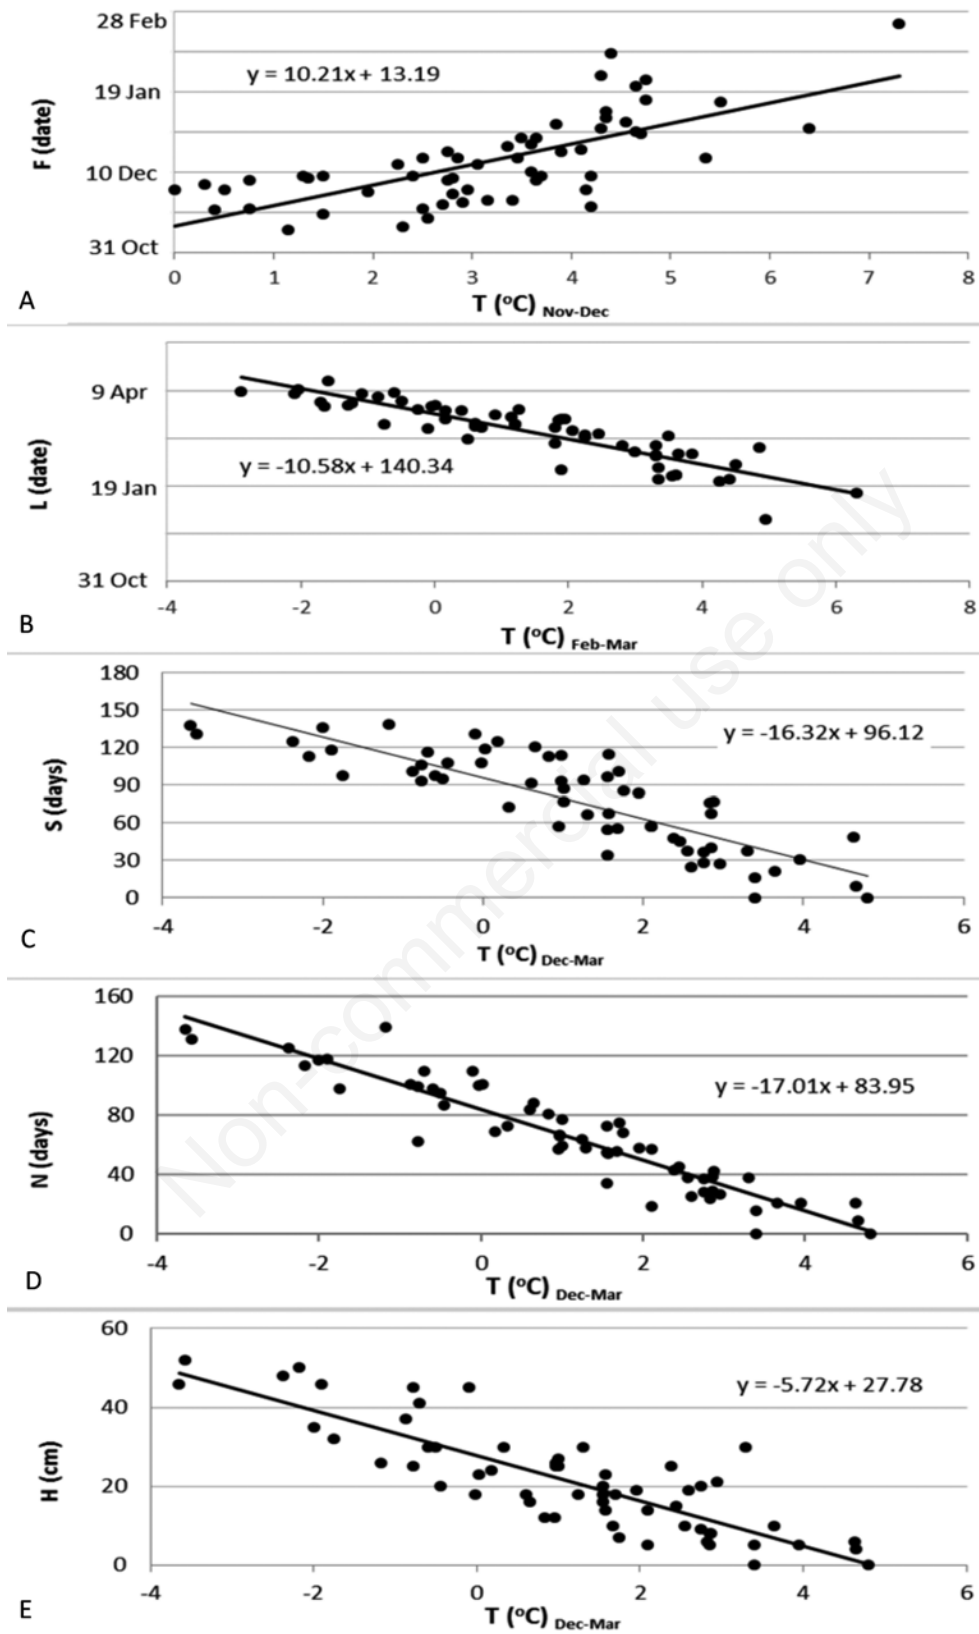 28 Feb
y = 10.21x + 13.19
19 Jan
F (date)
10 Dec
31 Oct
0 1 2 3 4 5 6 7 8
A
T (°C) Nov-Dec
9 Apr
L (date)
y = -10.58x + 140.34
19 Jan
31 Oct
-4 -2 0 2 4 6 8
B
T (°C) Feb-Mar
180
150
y = -16.32x + 96.12
120
90
S (days)
60
30
0
-4 -2 0 2 4 6
C
T (°C) Dec-Mar
160
120
y = -17.01x + 83.95
80
N (days)
40
0
-4 -2 0 2 4 6
D
T (°C) Dec-Mar
60
y = -5.72x + 27.78
40
H (cm)
20
0
-4 -2 0 2 4 6
E
T (°C) Dec-Mar
Non-commercial use only